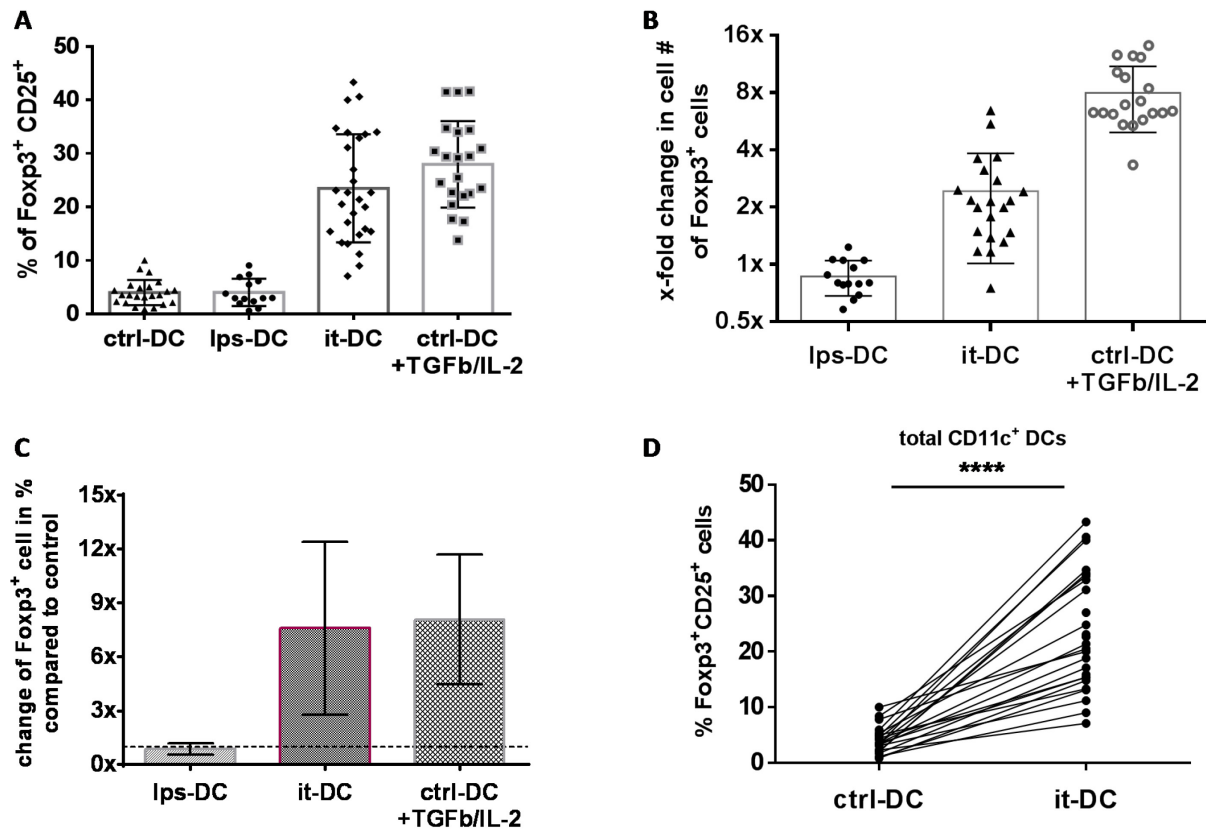 A
% of Foxp3⁺ CD25⁺
50
40
30
20
10
0
ctrl-DC
lps-DC
it-DC
ctrl-DC
+TGFb/IL-2
B
x-fold change in cell #
of Foxp3⁺ cells
16x
8x
4x
2x
1x
0.5x
lps-DC
it-DC
ctrl-DC
+TGFb/IL-2
C
change of Foxp3⁺ cell in %
compared to control
15x
12x
9x
6x
3x
0x
lps-DC
it-DC
ctrl-DC
+TGFb/IL-2
D
total CD11c⁺ DCs
****
% Foxp3⁺CD25⁺ cells
50
40
30
20
10
0
ctrl-DC
it-DC